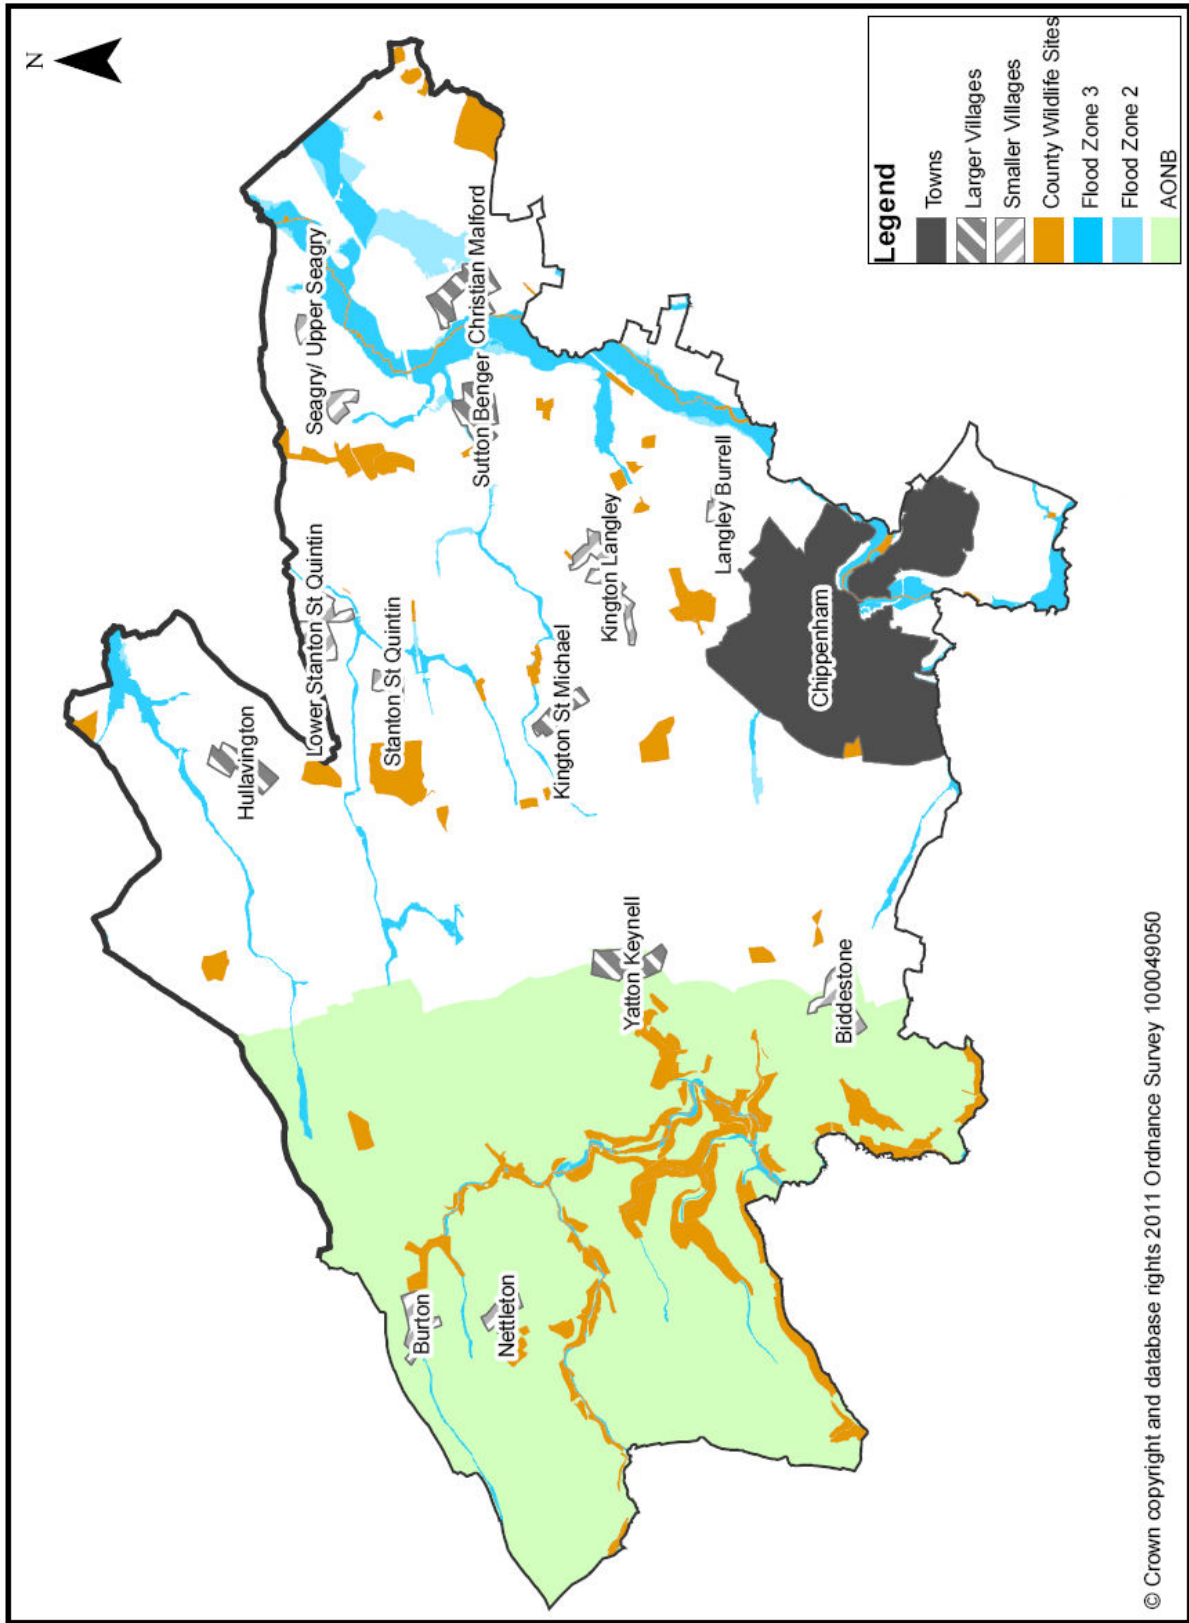 N
Seagry/ Upper Seagry
Christian Malford
Sutton Benger
Lower Stanton St Quintin
Stanton St Quintin
Hullavington
Kington Langley
Langley Burrell
Kington St Michael
Chippenham
Yatton Keynell
Biddestone
Burton
Nettleton
Legend
Towns
Larger Villages
Smaller Villages
County Wildlife Sites
Flood Zone 3
Flood Zone 2
AONB
© Crown copyright and database rights 2011 Ordnance Survey 100049050